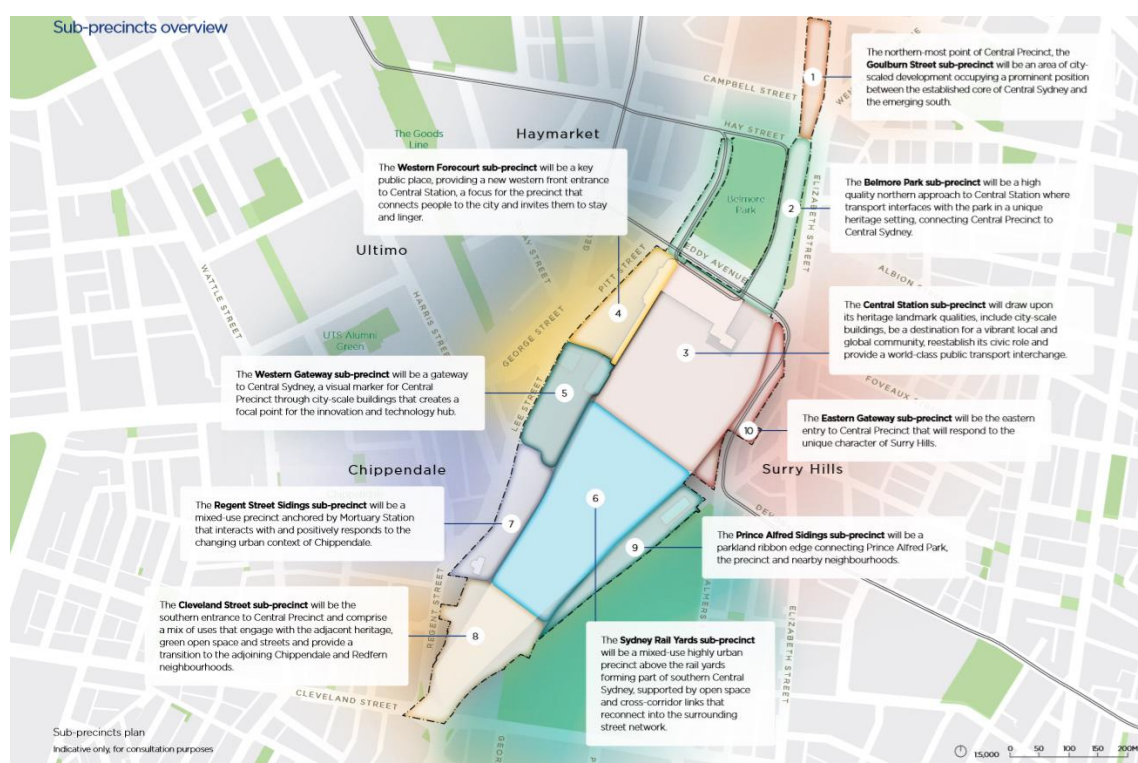 Sub-precincts overview
The northern-most point of Central Precinct, the
Goulburn Street sub-precinct will be an area of city-
scaled development occupying a prominent position
between the established core of Central Sydney and
the emerging south.
1
CAMPBELL STREET
HAY STREET
The Goods
Line
Haymarket
The Western Forecourt sub-precinct will be a key
public place, providing a new western front entrance
to Central Station, a focus for the precinct that
connects people to the city and invites them to stay
and linger.
Belmore
Park
2
ELIZABETH STREET
The Belmore Park sub-precinct will be a high
quality northern approach to Central Station where
transport interfaces with the park in a unique
heritage setting, connecting Central Precinct to
Central Sydney.
Ultimo
EDDY AVENUE
PITT STREET
WATTLE STREET
HARRIS STREET
GEORGE STREET
UTS Alumni
Green
4
3
The Central Station sub-precinct will draw upon
its heritage landmark qualities, include city-scale
buildings, be a destination for a vibrant local and
global community, reestablish its civic role and
provide a world-class public transport interchange.
The Western Gateway sub-precinct will be a gateway
to Central Sydney, a visual marker for Central
Precinct through city-scale buildings that creates a
focal point for the innovation and technology hub.
LEE STREET
5
10
The Eastern Gateway sub-precinct will be the eastern
entry to Central Precinct that will respond to the
unique character of Surry Hills.
Chippendale
Surry Hills
The Regent Street Sidings sub-precinct will be a
mixed-use precinct anchored by Mortuary Station
that interacts with and positively responds to the
changing urban context of Chippendale.
7
6
9
The Prince Alfred Sidings sub-precinct will be a
parkland ribbon edge connecting Prince Alfred Park,
the precinct and nearby neighbourhoods.
The Cleveland Street sub-precinct will be the
southern entrance to Central Precinct and comprise
a mix of uses that engage with the adjacent heritage,
green open space and streets and provide a
transition to the adjoining Chippendale and Redfern
neighbourhoods.
REGENT STREET
8
The Sydney Rail Yards sub-precinct
will be a mixed-use highly urban
precinct above the rail yards
forming part of southern Central
Sydney, supported by open space
and cross-corridor links that
reconnect into the surrounding
street network.
ELIZABETH STREET
CLEVELAND STREET
Sub-precincts plan
Indicative only, for consultation purposes
1:5,000 0 50 100 150 200M